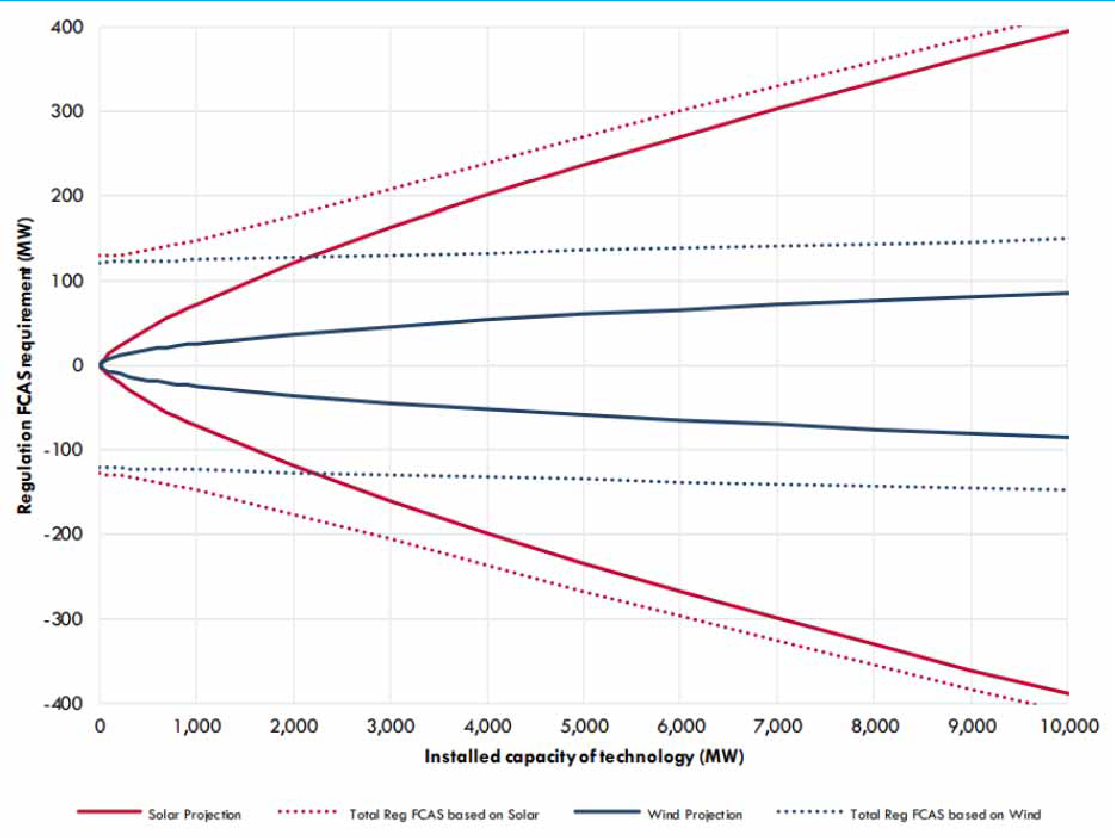 400
300
200
100
0
-100
-200
-300
-400
Regulation FCAS requirement (MW)
0 1,000 2,000 3,000 4,000 5,000 6,000 7,000 8,000 9,000 10,000
Installed capacity of technology (MW)
Solar Projection Total Reg FCAS based on Solar Wind Projection Total Reg FCAS based on Wind